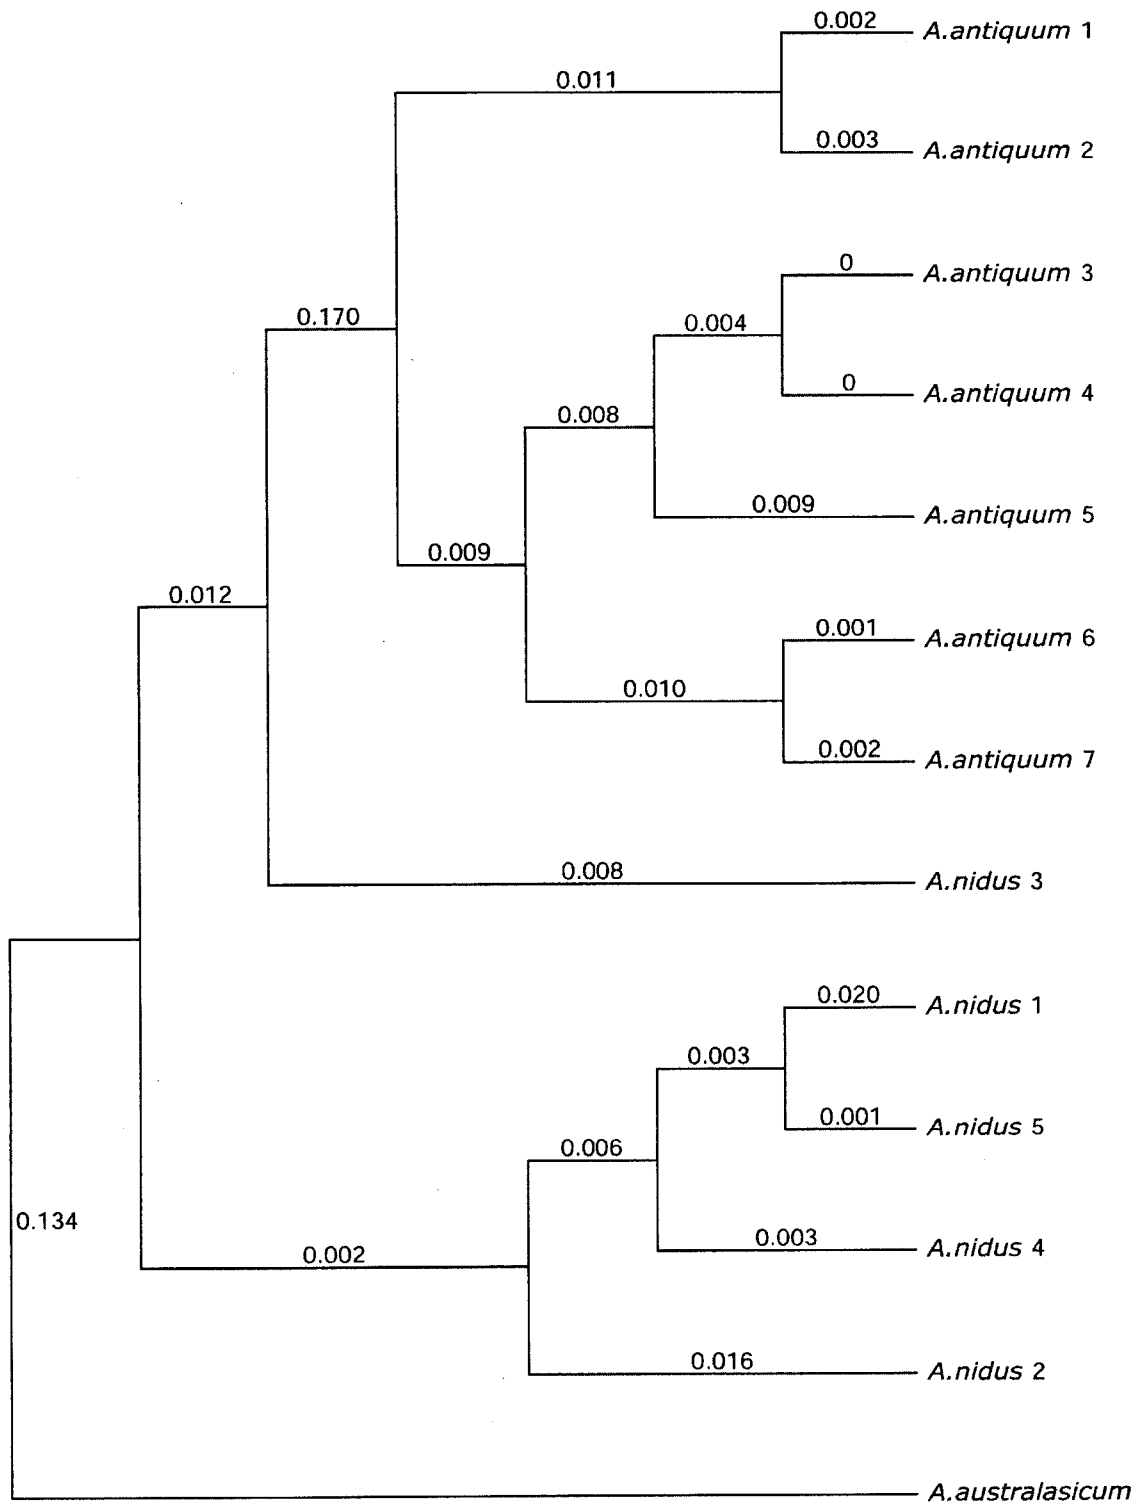 0.002
A.antiquum 1
0.011
0.003
A.antiquum 2
0
A.antiquum 3
0.170
0.004
0
A.antiquum 4
0.008
0.009
A.antiquum 5
0.009
0.012
0.001
A.antiquum 6
0.010
0.002
A.antiquum 7
0.008
A.nidus 3
0.020
A.nidus 1
0.003
0.001
A.nidus 5
0.006
0.134
0.003
A.nidus 4
0.002
0.016
A.nidus 2
A.australasicum